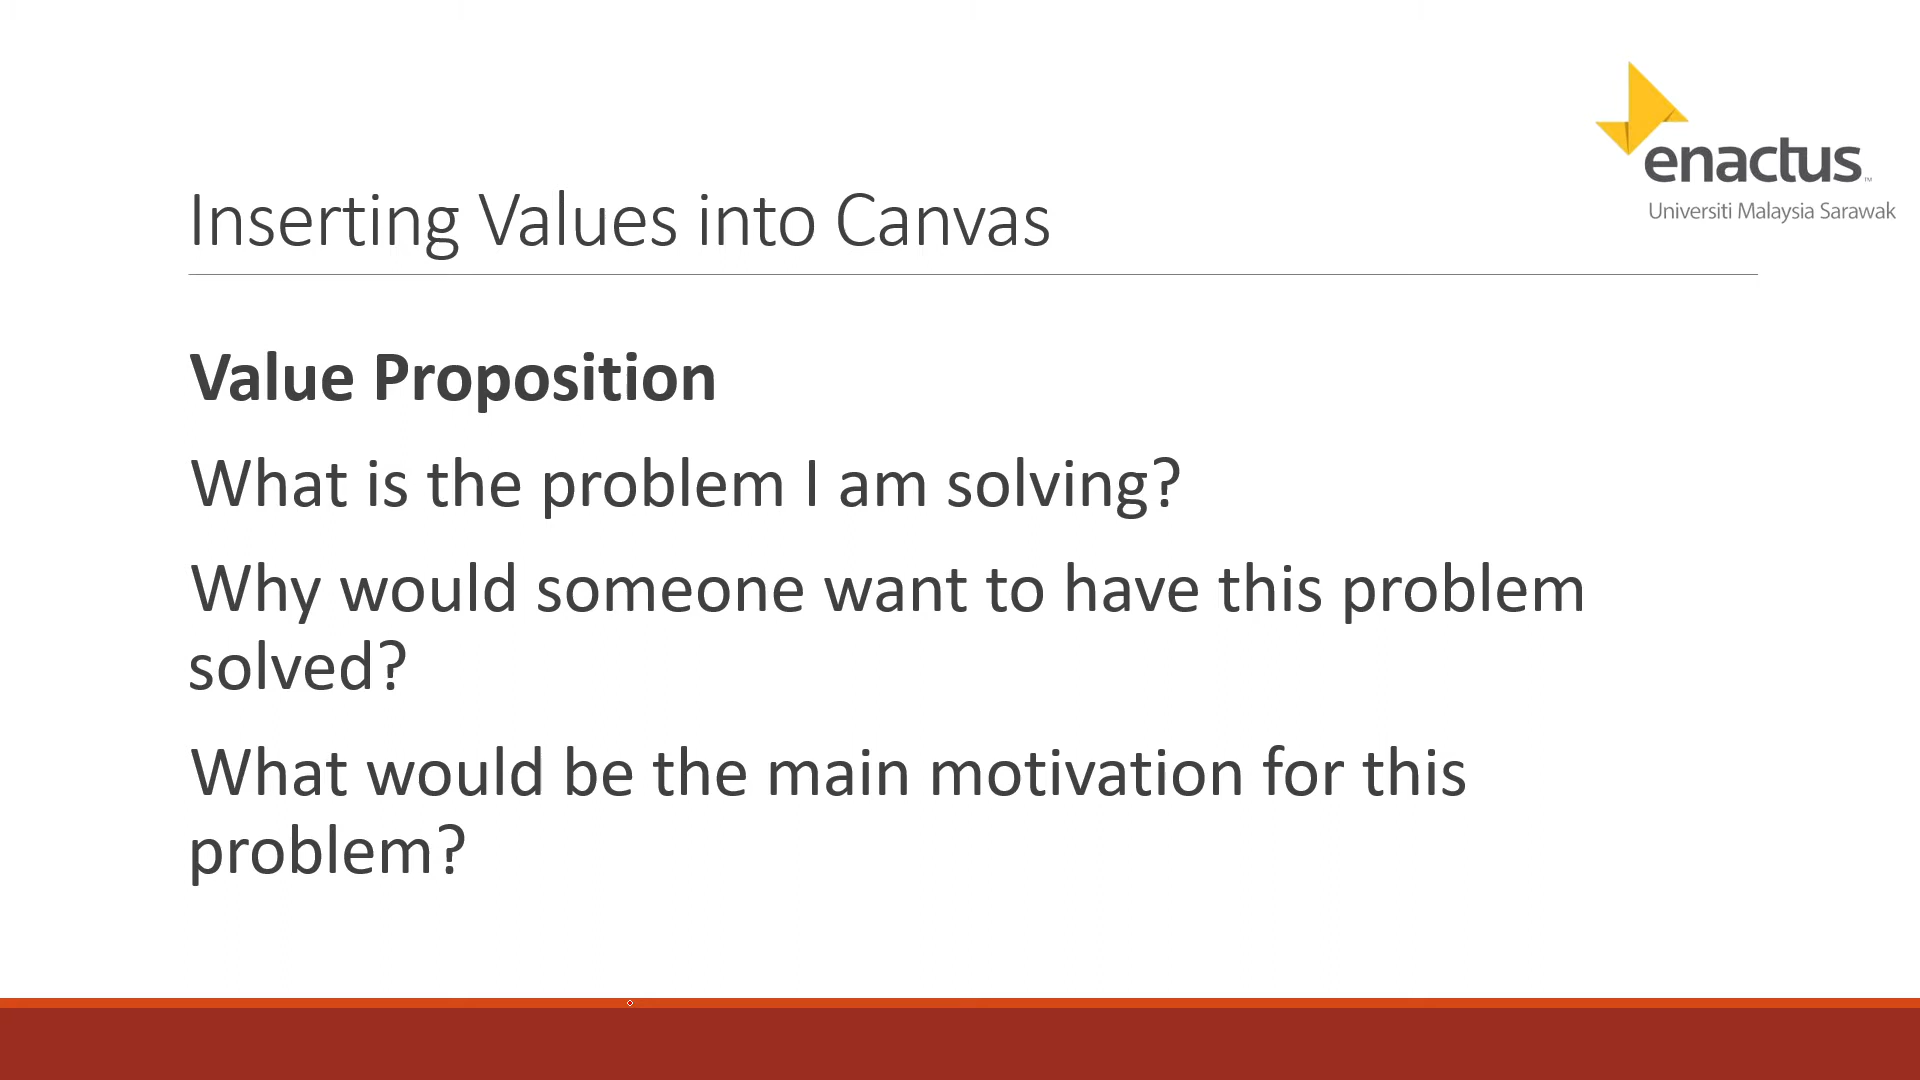 enactus™
Universiti Malaysia Sarawak
Inserting Values into Canvas
Value Proposition
What is the problem I am solving?
Why would someone want to have this problem
solved?
What would be the main motivation for this
problem?